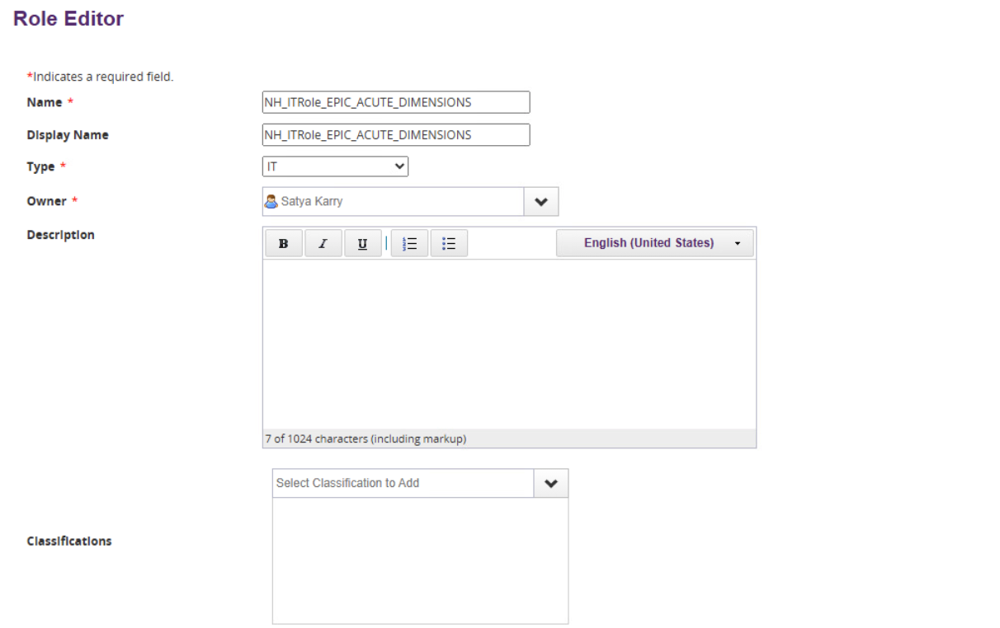 Role Editor
*Indicates a required field.
Name *
NH_ITRole_EPIC_ACUTE_DIMENSIONS
Display Name
NH_ITRole_EPIC_ACUTE_DIMENSIONS
Type *
IT
Owner *
Satya Karry
Description
B I U English (United States)
7 of 1024 characters (including markup)
Select Classification to Add
Classifications